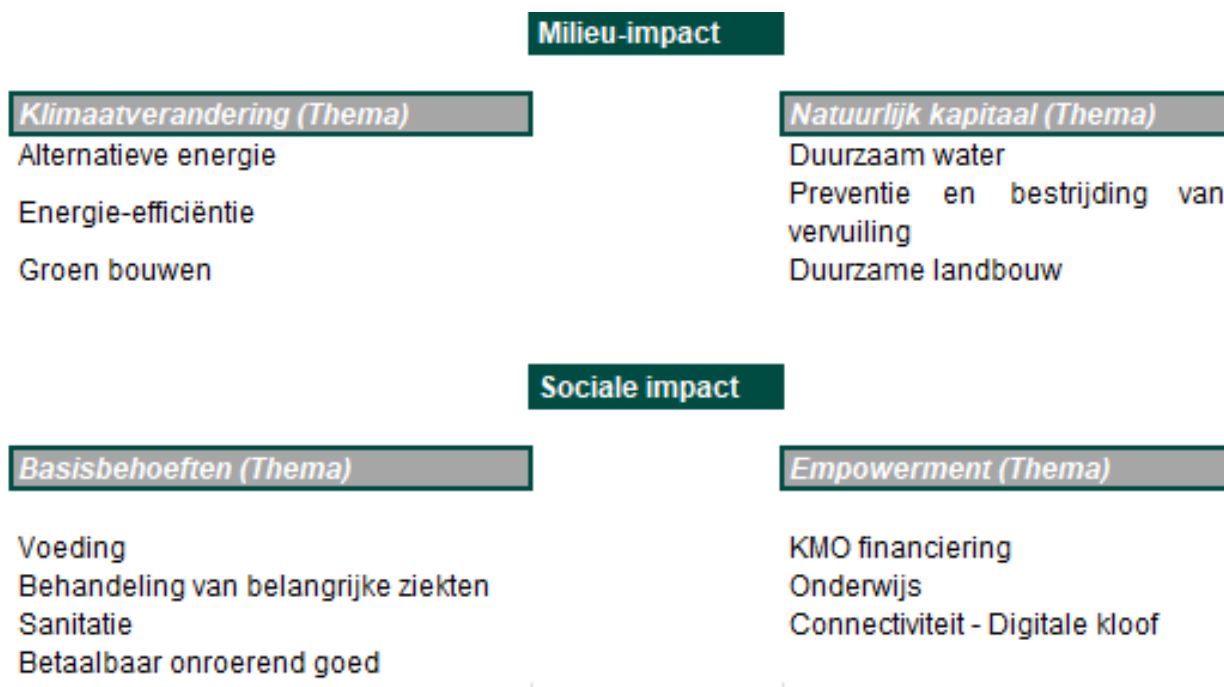 Milieu-impact
Klimaatverandering (Thema)
Alternatieve energie
Energie-efficiëntie
Groen bouwen
Natuurlijk kapitaal (Thema)
Duurzaam water
Preventie en bestrijding van
vervuiling
Duurzame landbouw
Sociale impact
Basisbehoeften (Thema)
Voeding
Behandeling van belangrijke ziekten
Sanitatie
Betaalbaar onroerend goed
Empowerment (Thema)
KMO financiering
Onderwijs
Connectiviteit - Digitale kloof